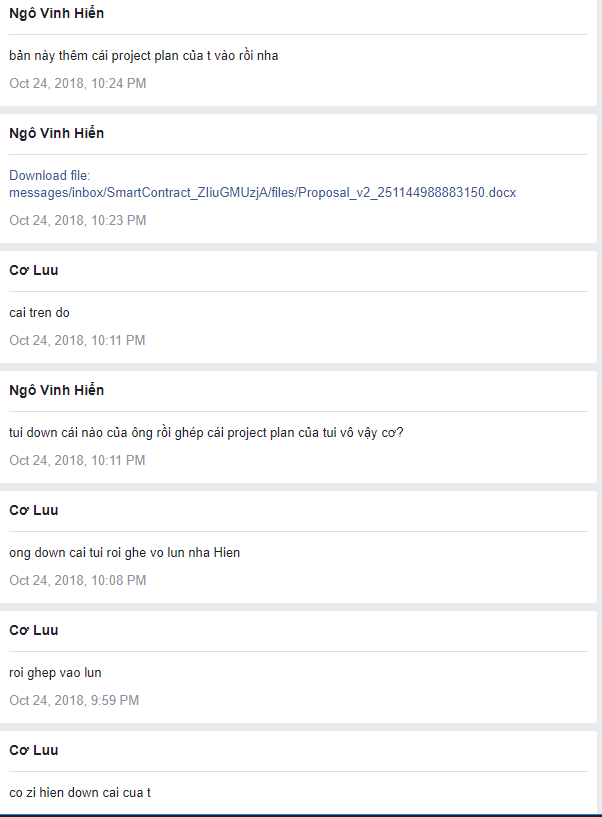 Ngô Vinh Hiển
bản này thêm cái project plan của t vào rồi nha
Oct 24, 2018, 10:24 PM
Ngô Vinh Hiển
Download file:
messages/inbox/SmartContract_ZIiuGMUzjA/files/Proposal_v2_251144988883150.docx
Oct 24, 2018, 10:23 PM
Cơ Luu
cai tren do
Oct 24, 2018, 10:11 PM
Ngô Vinh Hiển
tui down cái nào của ông rồi ghép cái project plan của tui vô vậy cơ?
Oct 24, 2018, 10:11 PM
Cơ Luu
ong down cai tui roi ghe vo lun nha Hien
Oct 24, 2018, 10:08 PM
Cơ Luu
roi ghep vao lun
Oct 24, 2018, 9:59 PM
Cơ Luu
co zi hien down cai cua t